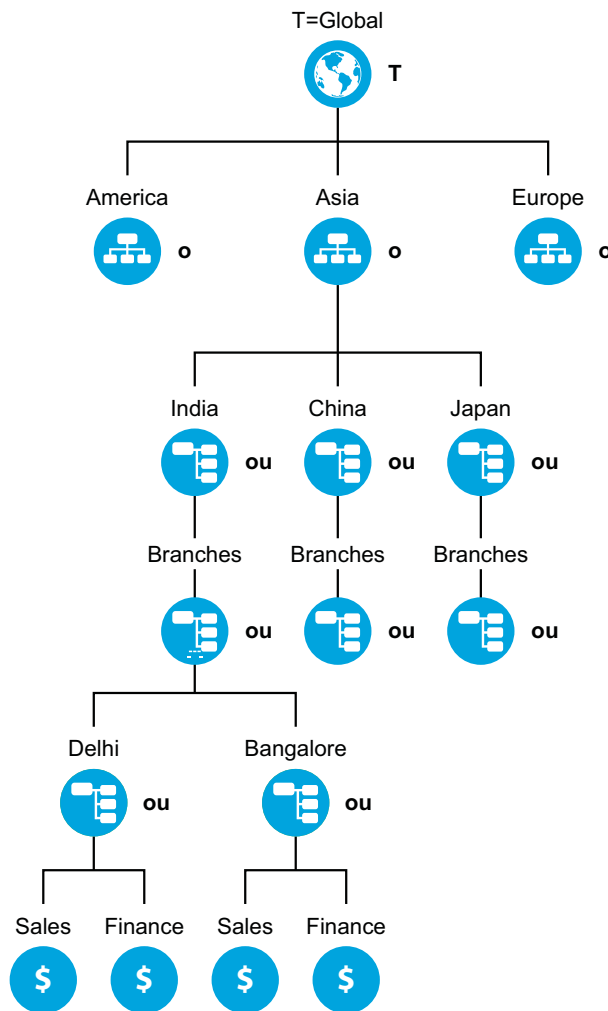 T=Global
T
America
Asia
Europe
o
o
o
India
China
Japan
ou
ou
ou
Branches
Branches
Branches
ou
ou
ou
Delhi
Bangalore
ou
ou
Sales
Finance
Sales
Finance
$
$
$
$